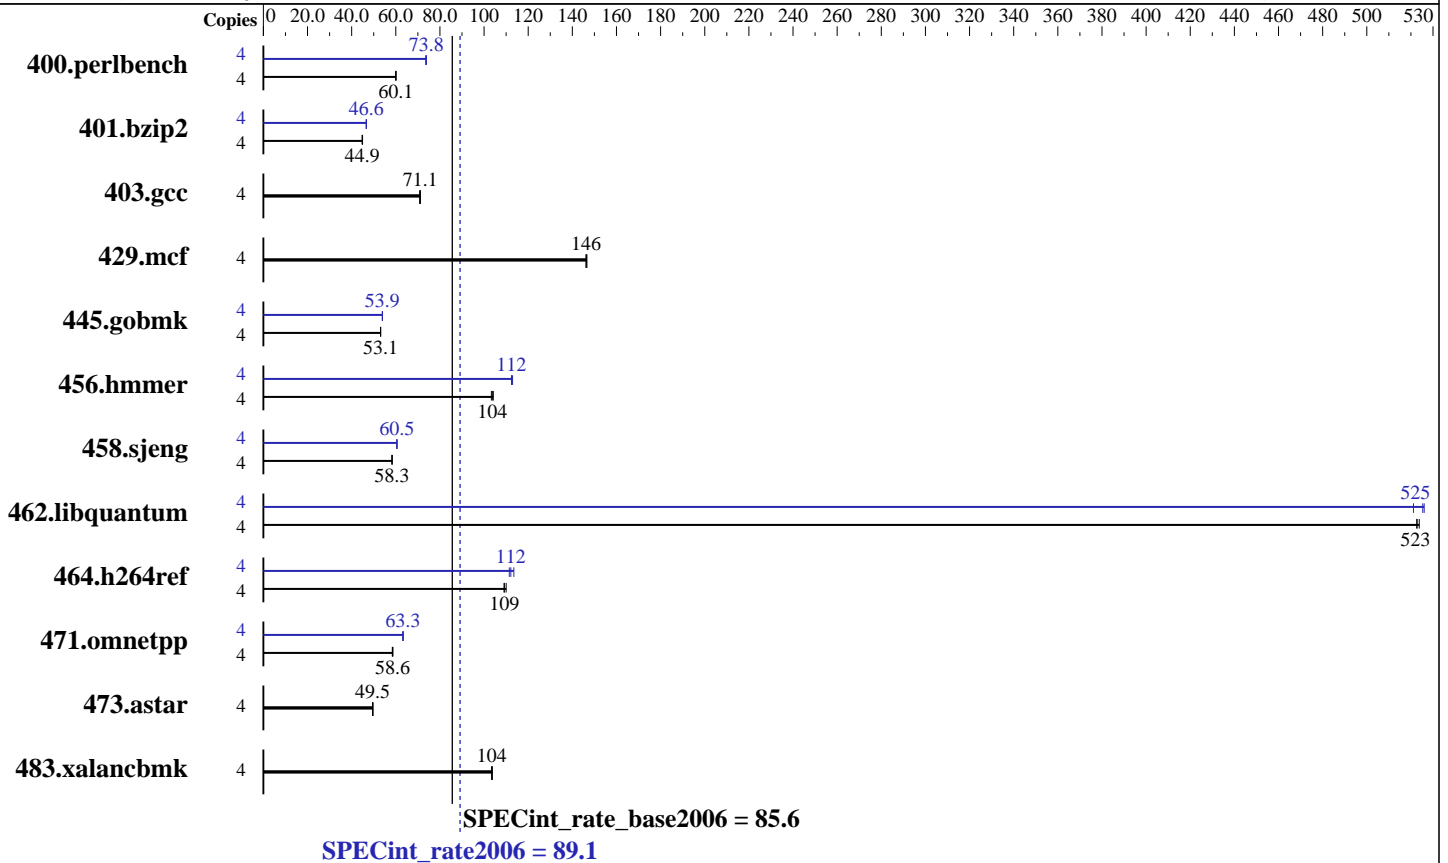 Copies 0 20.0 40.0 60.0 80.0 100 120 140 160 180 200 220 240 260 280 300 320 340 360 380 400 420 440 460 480 500 530
400.perlbench 4 73.8
4 60.1
401.bzip2 4 46.6
4 44.9
403.gcc 4 71.1
429.mcf 4 146
445.gobmk 4 53.9
4 53.1
456.hmmer 4 112
4 104
458.sjeng 4 60.5
4 58.3
462.libquantum 4 525
4 523
464.h264ref 4 112
4 109
471.omnetpp 4 63.3
4 58.6
473.astar 4 49.5
483.xalancbmk 4 104
SPECint_rate_base2006 = 85.6
SPECint_rate2006 = 89.1